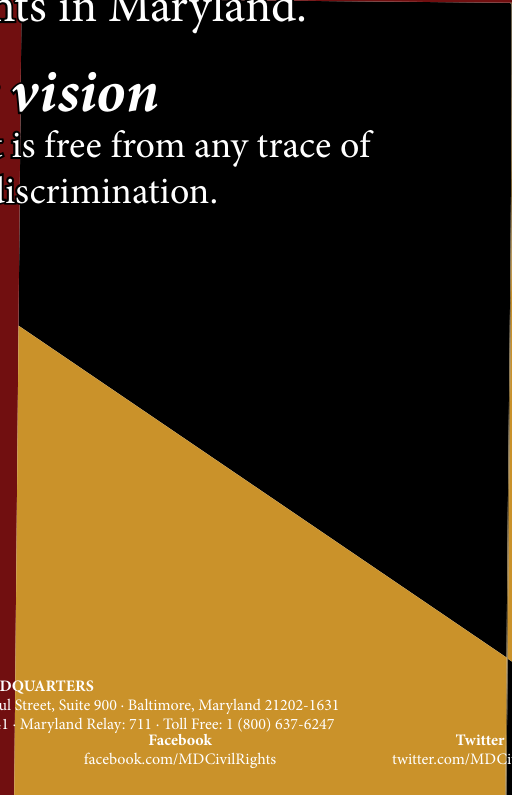 nts in Maryland.
vision
t is free from any trace of
discrimination.
DQUARTERS
ul Street, Suite 900 · Baltimore, Maryland 21202-1631
1 · Maryland Relay: 711 · Toll Free: 1 (800) 637-6247
Facebook
Twitter
facebook.com/MDCivilRights
twitter.com/MDCi